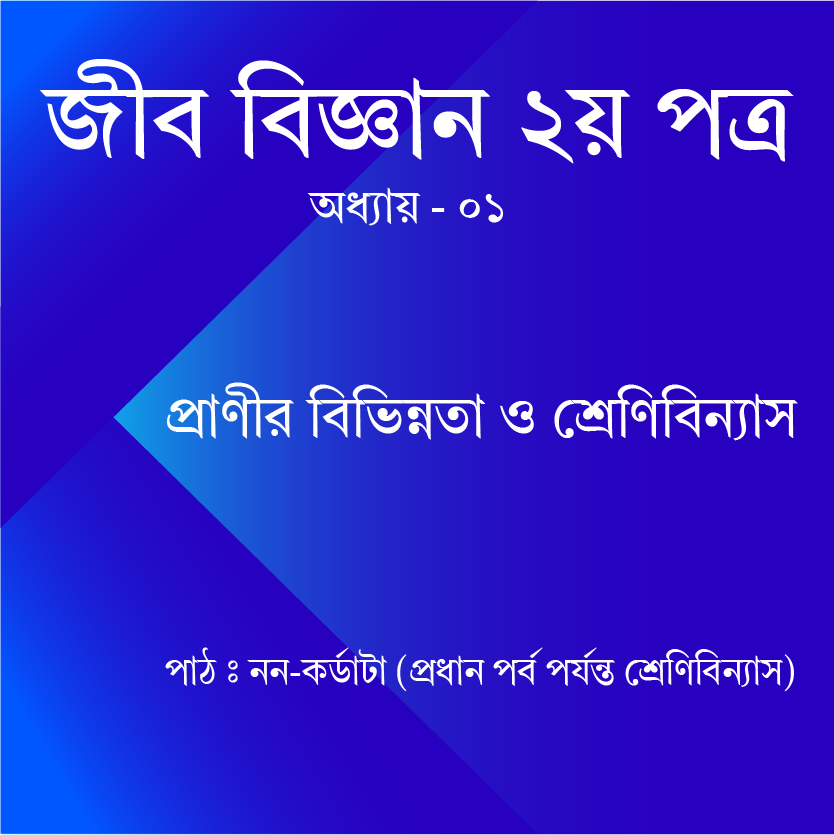 জীব বিজ্ঞান ২য় পত্র
অধ্যায় - ০১
প্রাণীর বিভিন্নতা ও শ্রেণিবিন্যাস
পাঠ ঃ নন-কর্ডাটা (প্রধান পর্ব পর্যন্ত শ্রেণিবিন্যাস)